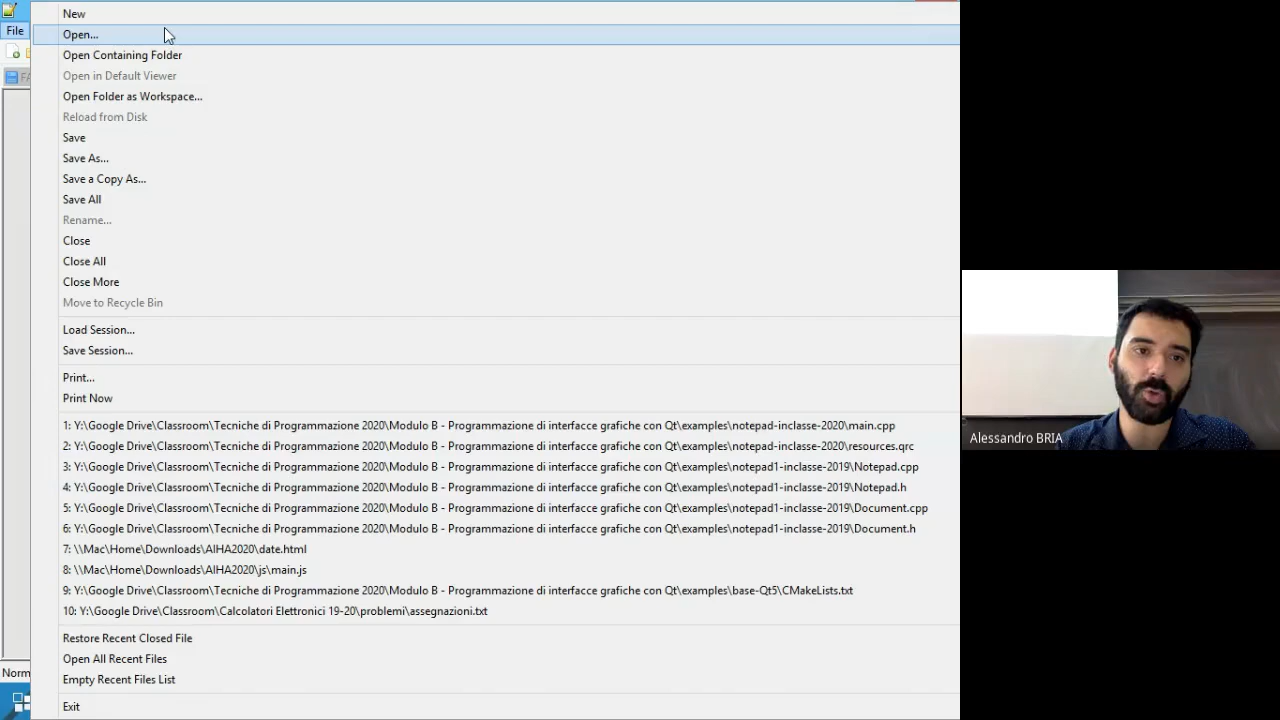 File
New
Open...
Open Containing Folder
Open in Default Viewer
Open Folder as Workspace...
Reload from Disk
Save
Save As...
Save a Copy As...
Save All
Rename...
Close
Close All
Close More
Move to Recycle Bin
Load Session...
Save Session...
Print...
Print Now
1: Y:\Google Drive\Classroom\Tecniche di Programmazione 2020\Modulo B - Programmazione di interfacce grafiche con Qt\examples\notepad-inclasse-2020\main.cpp
2: Y:\Google Drive\Classroom\Tecniche di Programmazione 2020\Modulo B - Programmazione di interfacce grafiche con Qt\examples\notepad-inclasse-2020\resources.qrc
3: Y:\Google Drive\Classroom\Tecniche di Programmazione 2020\Modulo B - Programmazione di interfacce grafiche con Qt\examples\notepad1-inclasse-2019\Notepad.cpp
4: Y:\Google Drive\Classroom\Tecniche di Programmazione 2020\Modulo B - Programmazione di interfacce grafiche con Qt\examples\notepad1-inclasse-2019\Notepad.h
5: Y:\Google Drive\Classroom\Tecniche di Programmazione 2020\Modulo B - Programmazione di interfacce grafiche con Qt\examples\notepad1-inclasse-2019\Document.cpp
6: Y:\Google Drive\Classroom\Tecniche di Programmazione 2020\Modulo B - Programmazione di interfacce grafiche con Qt\examples\notepad1-inclasse-2019\Document.h
7: \\Mac\Home\Downloads\AIHA2020\date.html
8: \\Mac\Home\Downloads\AIHA2020\js\main.js
9: Y:\Google Drive\Classroom\Tecniche di Programmazione 2020\Modulo B - Programmazione di interfacce grafiche con Qt\examples\base-Qt5\CMakeLists.txt
10: Y:\Google Drive\Classroom\Calcolatori Elettronici 19-20\problemi\assegnazioni.txt
Restore Recent Closed File
Open All Recent Files
Empty Recent Files List
Exit
Norm
Alessandro BRIA